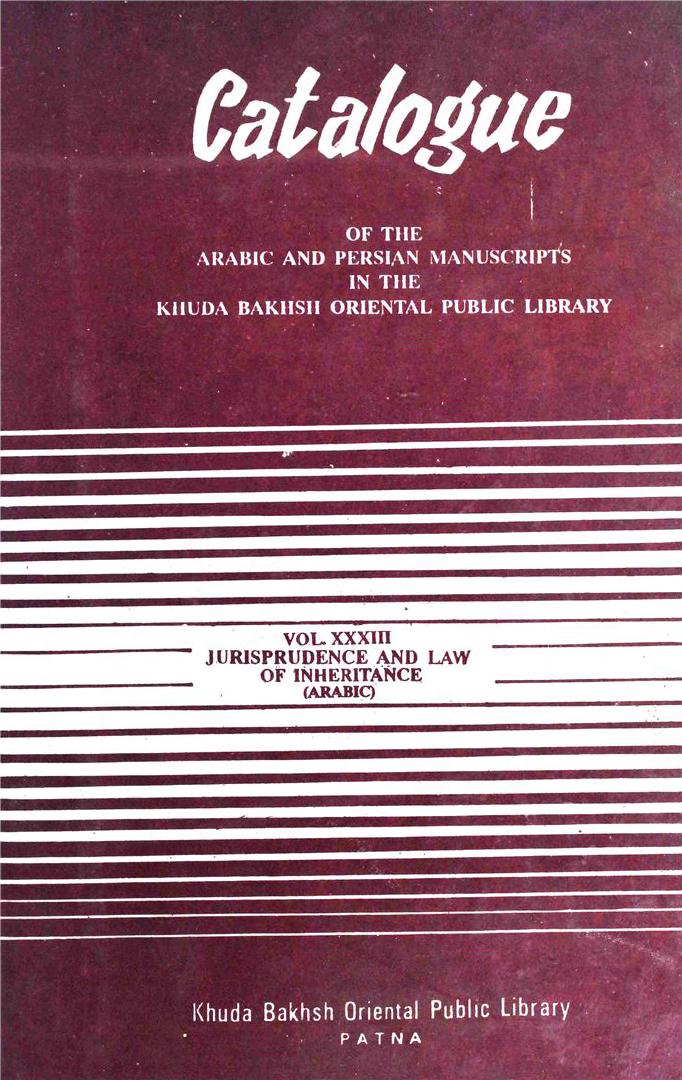 Catalogue
OF THE
ARABIC AND PERSIAN MANUSCRIPTS
IN THE
KHUDA BAKHSH ORIENTAL PUBLIC LIBRARY
VOL. XXXIII
JURISPRUDENCE AND LAW
OF INHERITANCE
(ARABIC)
Khuda Bakhsh Oriental Public Library
PATNA